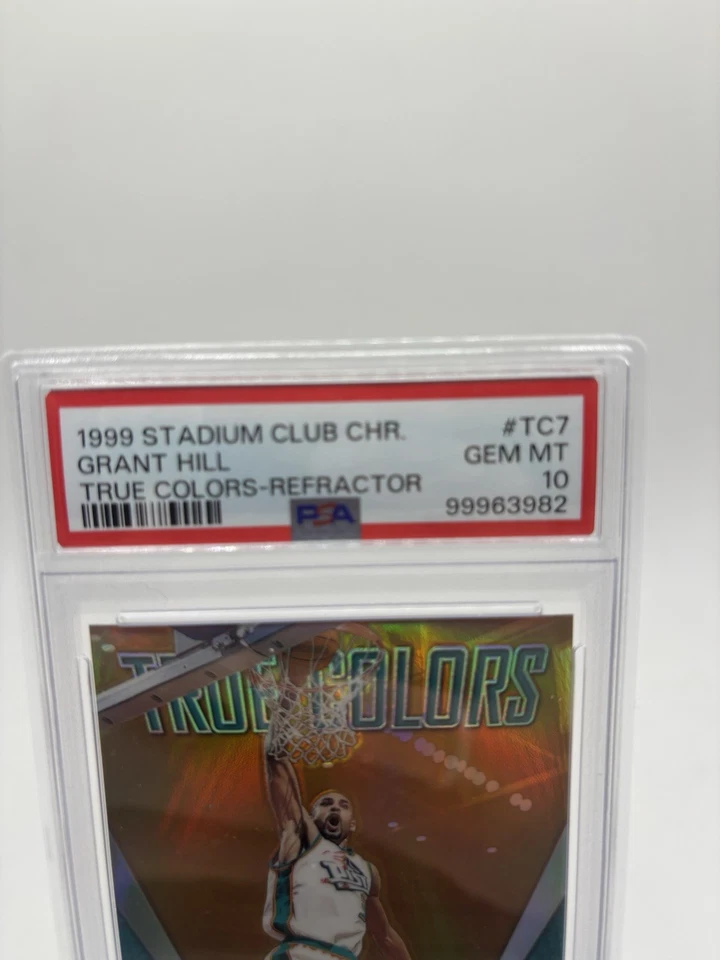 1999 STADIUM CLUB CHR. #TC7
GRANT HILL GEM MT
TRUE COLORS-REFRACTOR 10
PSA 99963982
TRUE COLORS